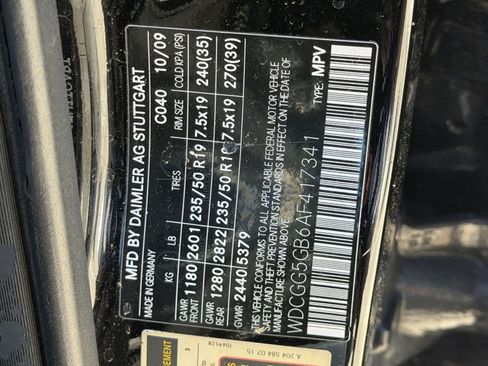 MFD BY DAIMLER AG STUTTGART
MADE IN GERMANY
C040 10/09
KG LB TIRES RIM SIZE COLD KPA (PSI)
GAWR FRONT 1180 2601 235/50 R19 7.5x19 240(35)
GAWR REAR 1280 2822 235/50 R19 7.5x19 270(39)
GVWR 2440 5379
THIS VEHICLE CONFORMS TO ALL APPLICABLE FEDERAL MOTOR VEHICLE
SAFETY AND THEFT PREVENTION STANDARDS IN EFFECT ON THE DATE OF
MANUFACTURE SHOWN ABOVE.
WDCGG5GB6AF417341
TYPE: MPV
A 204 584 07 15